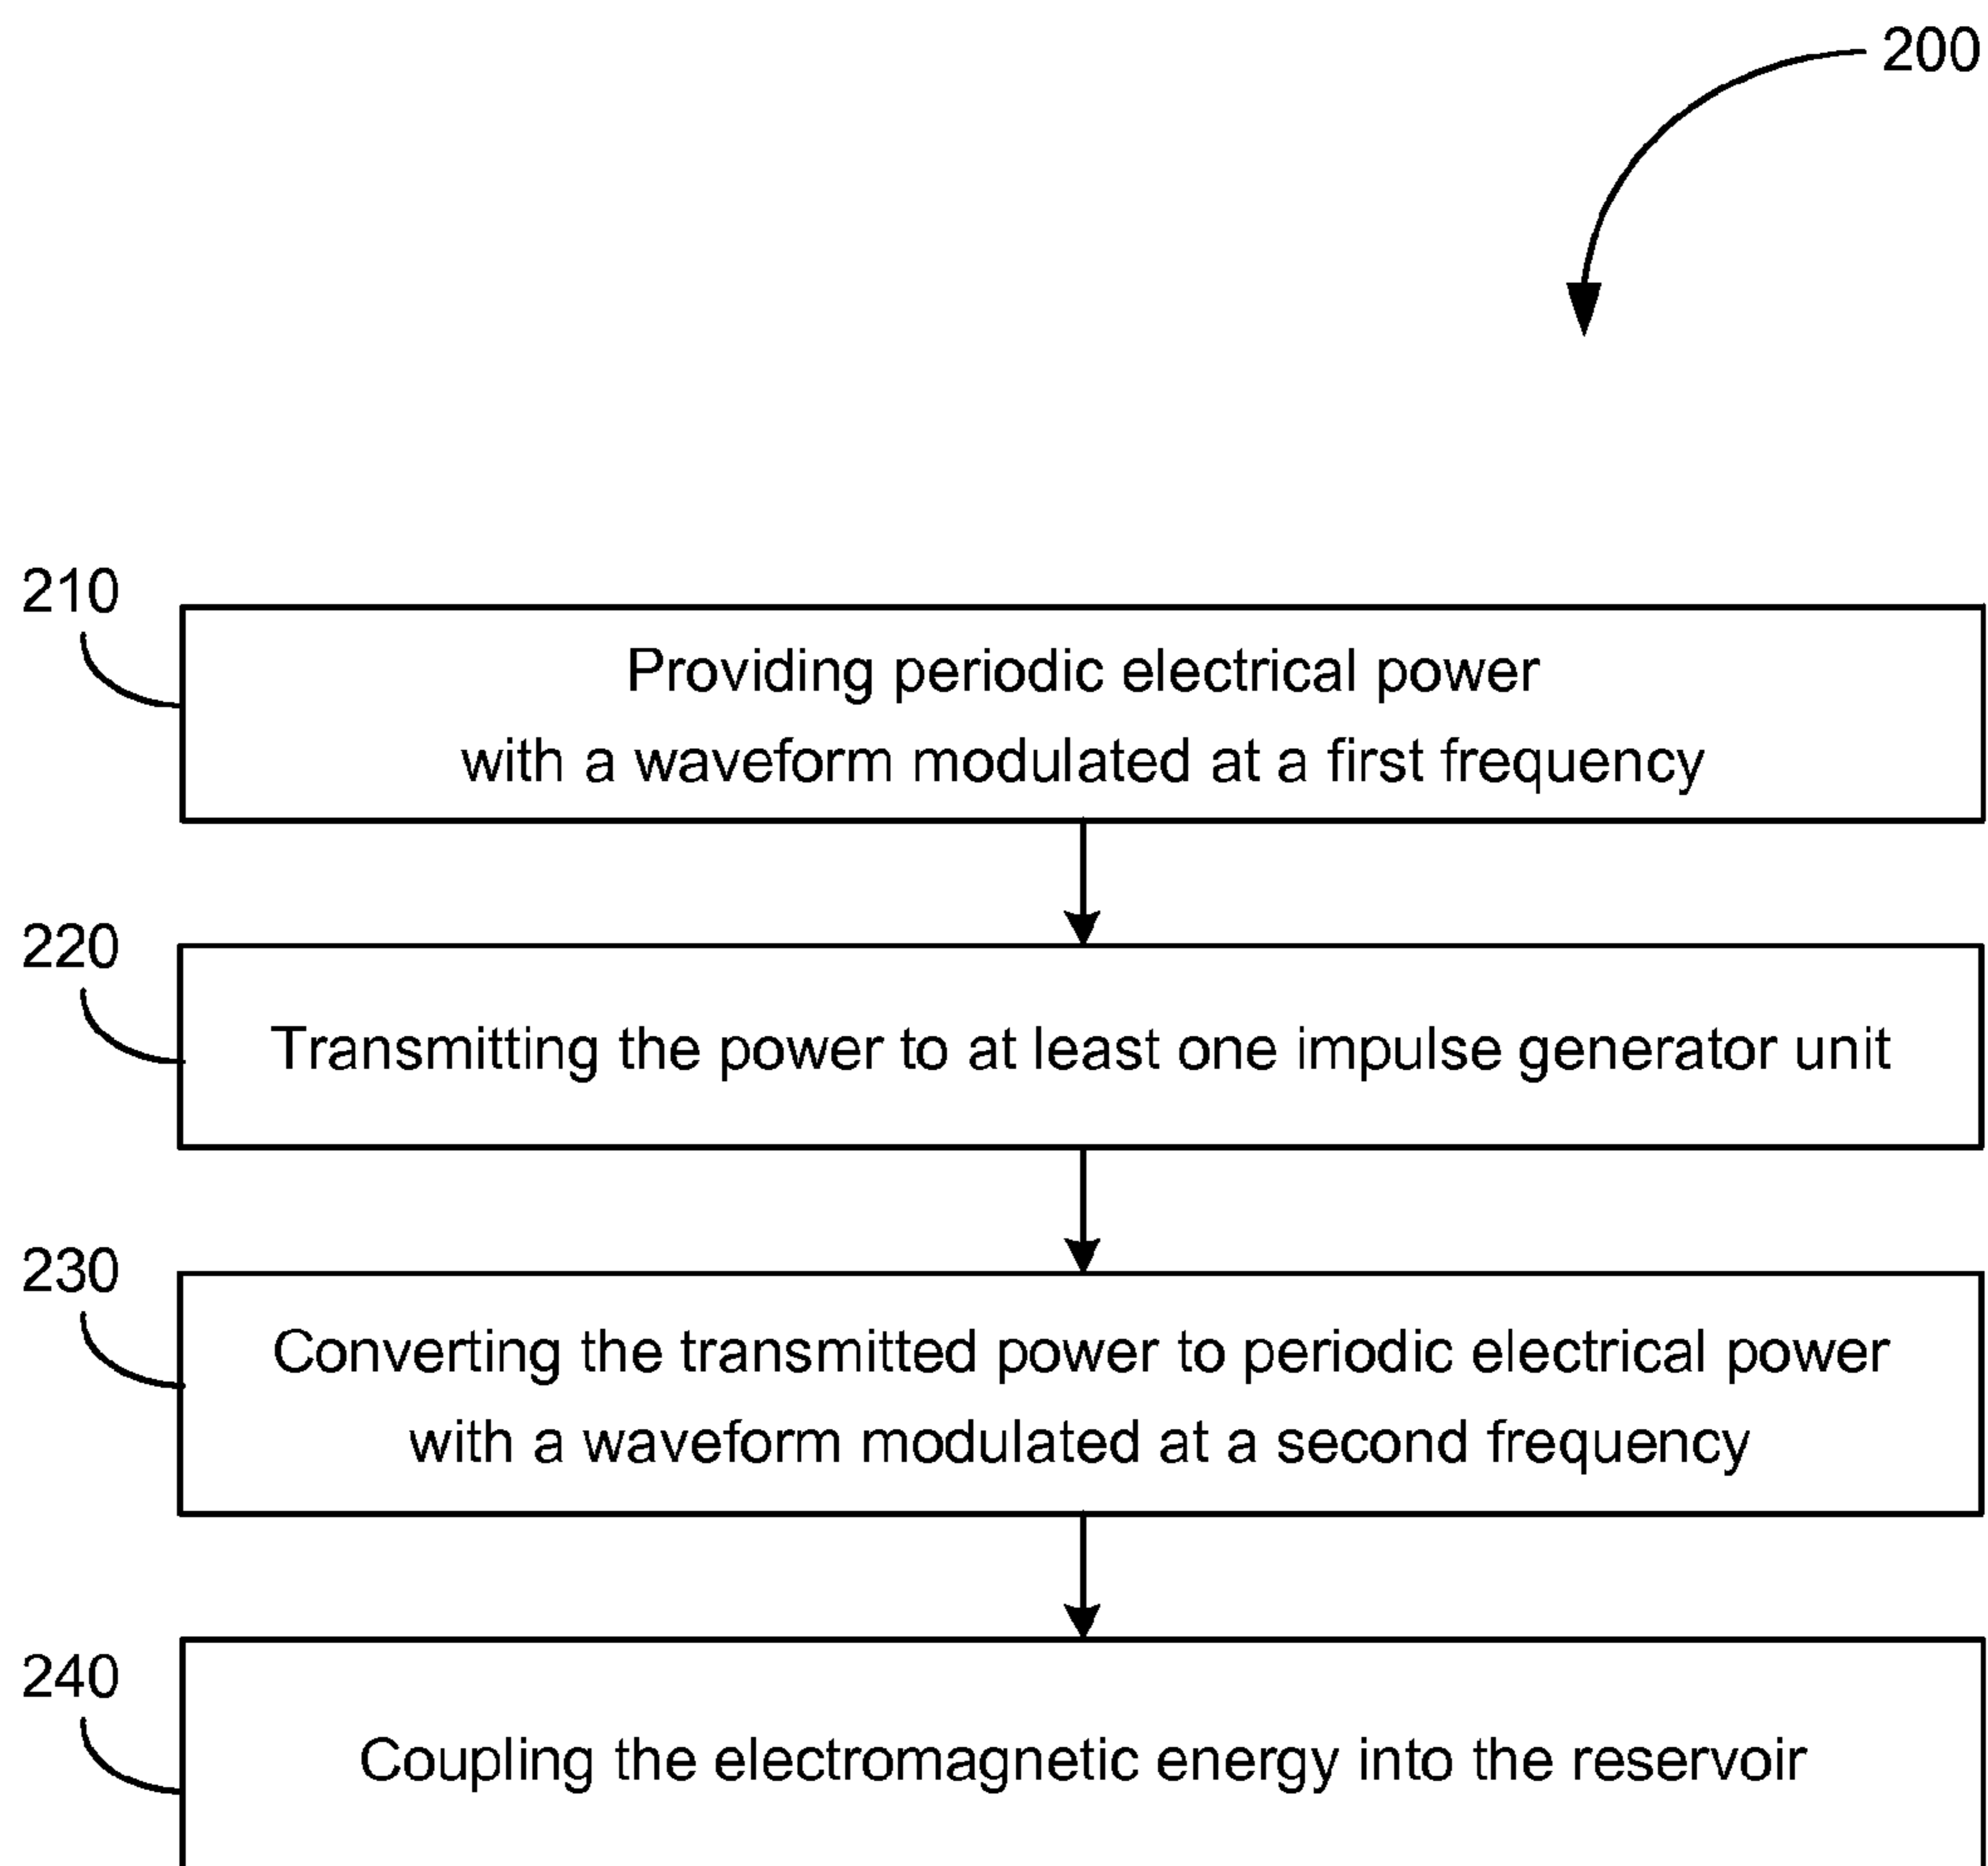 200
210
Providing periodic electrical power
with a waveform modulated at a first frequency
220
Transmitting the power to at least one impulse generator unit
230
Converting the transmitted power to periodic electrical power
with a waveform modulated at a second frequency
240
Coupling the electromagnetic energy into the reservoir